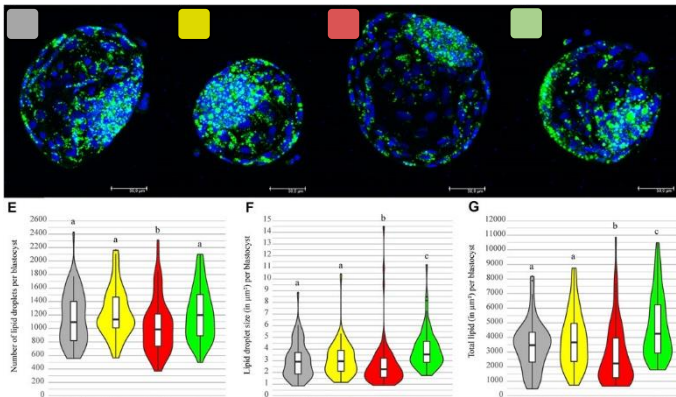 50.0 µm
50.0 µm
50.0 µm
50.0 µm
E
2600
2400
2200
2000
1800
1600
1400
1200
1000
800
600
400
200
0
Number of lipid droplets per blastocyst
a
a
b
a
F
15
14
13
12
11
10
9
8
7
6
5
4
3
2
1
0
Lipid droplet size (in µm²) per blastocyst
a
a
b
c
G
12000
11000
10000
9000
8000
7000
6000
5000
4000
3000
2000
1000
0
Total lipid (in µm²) per blastocyst
a
a
b
c